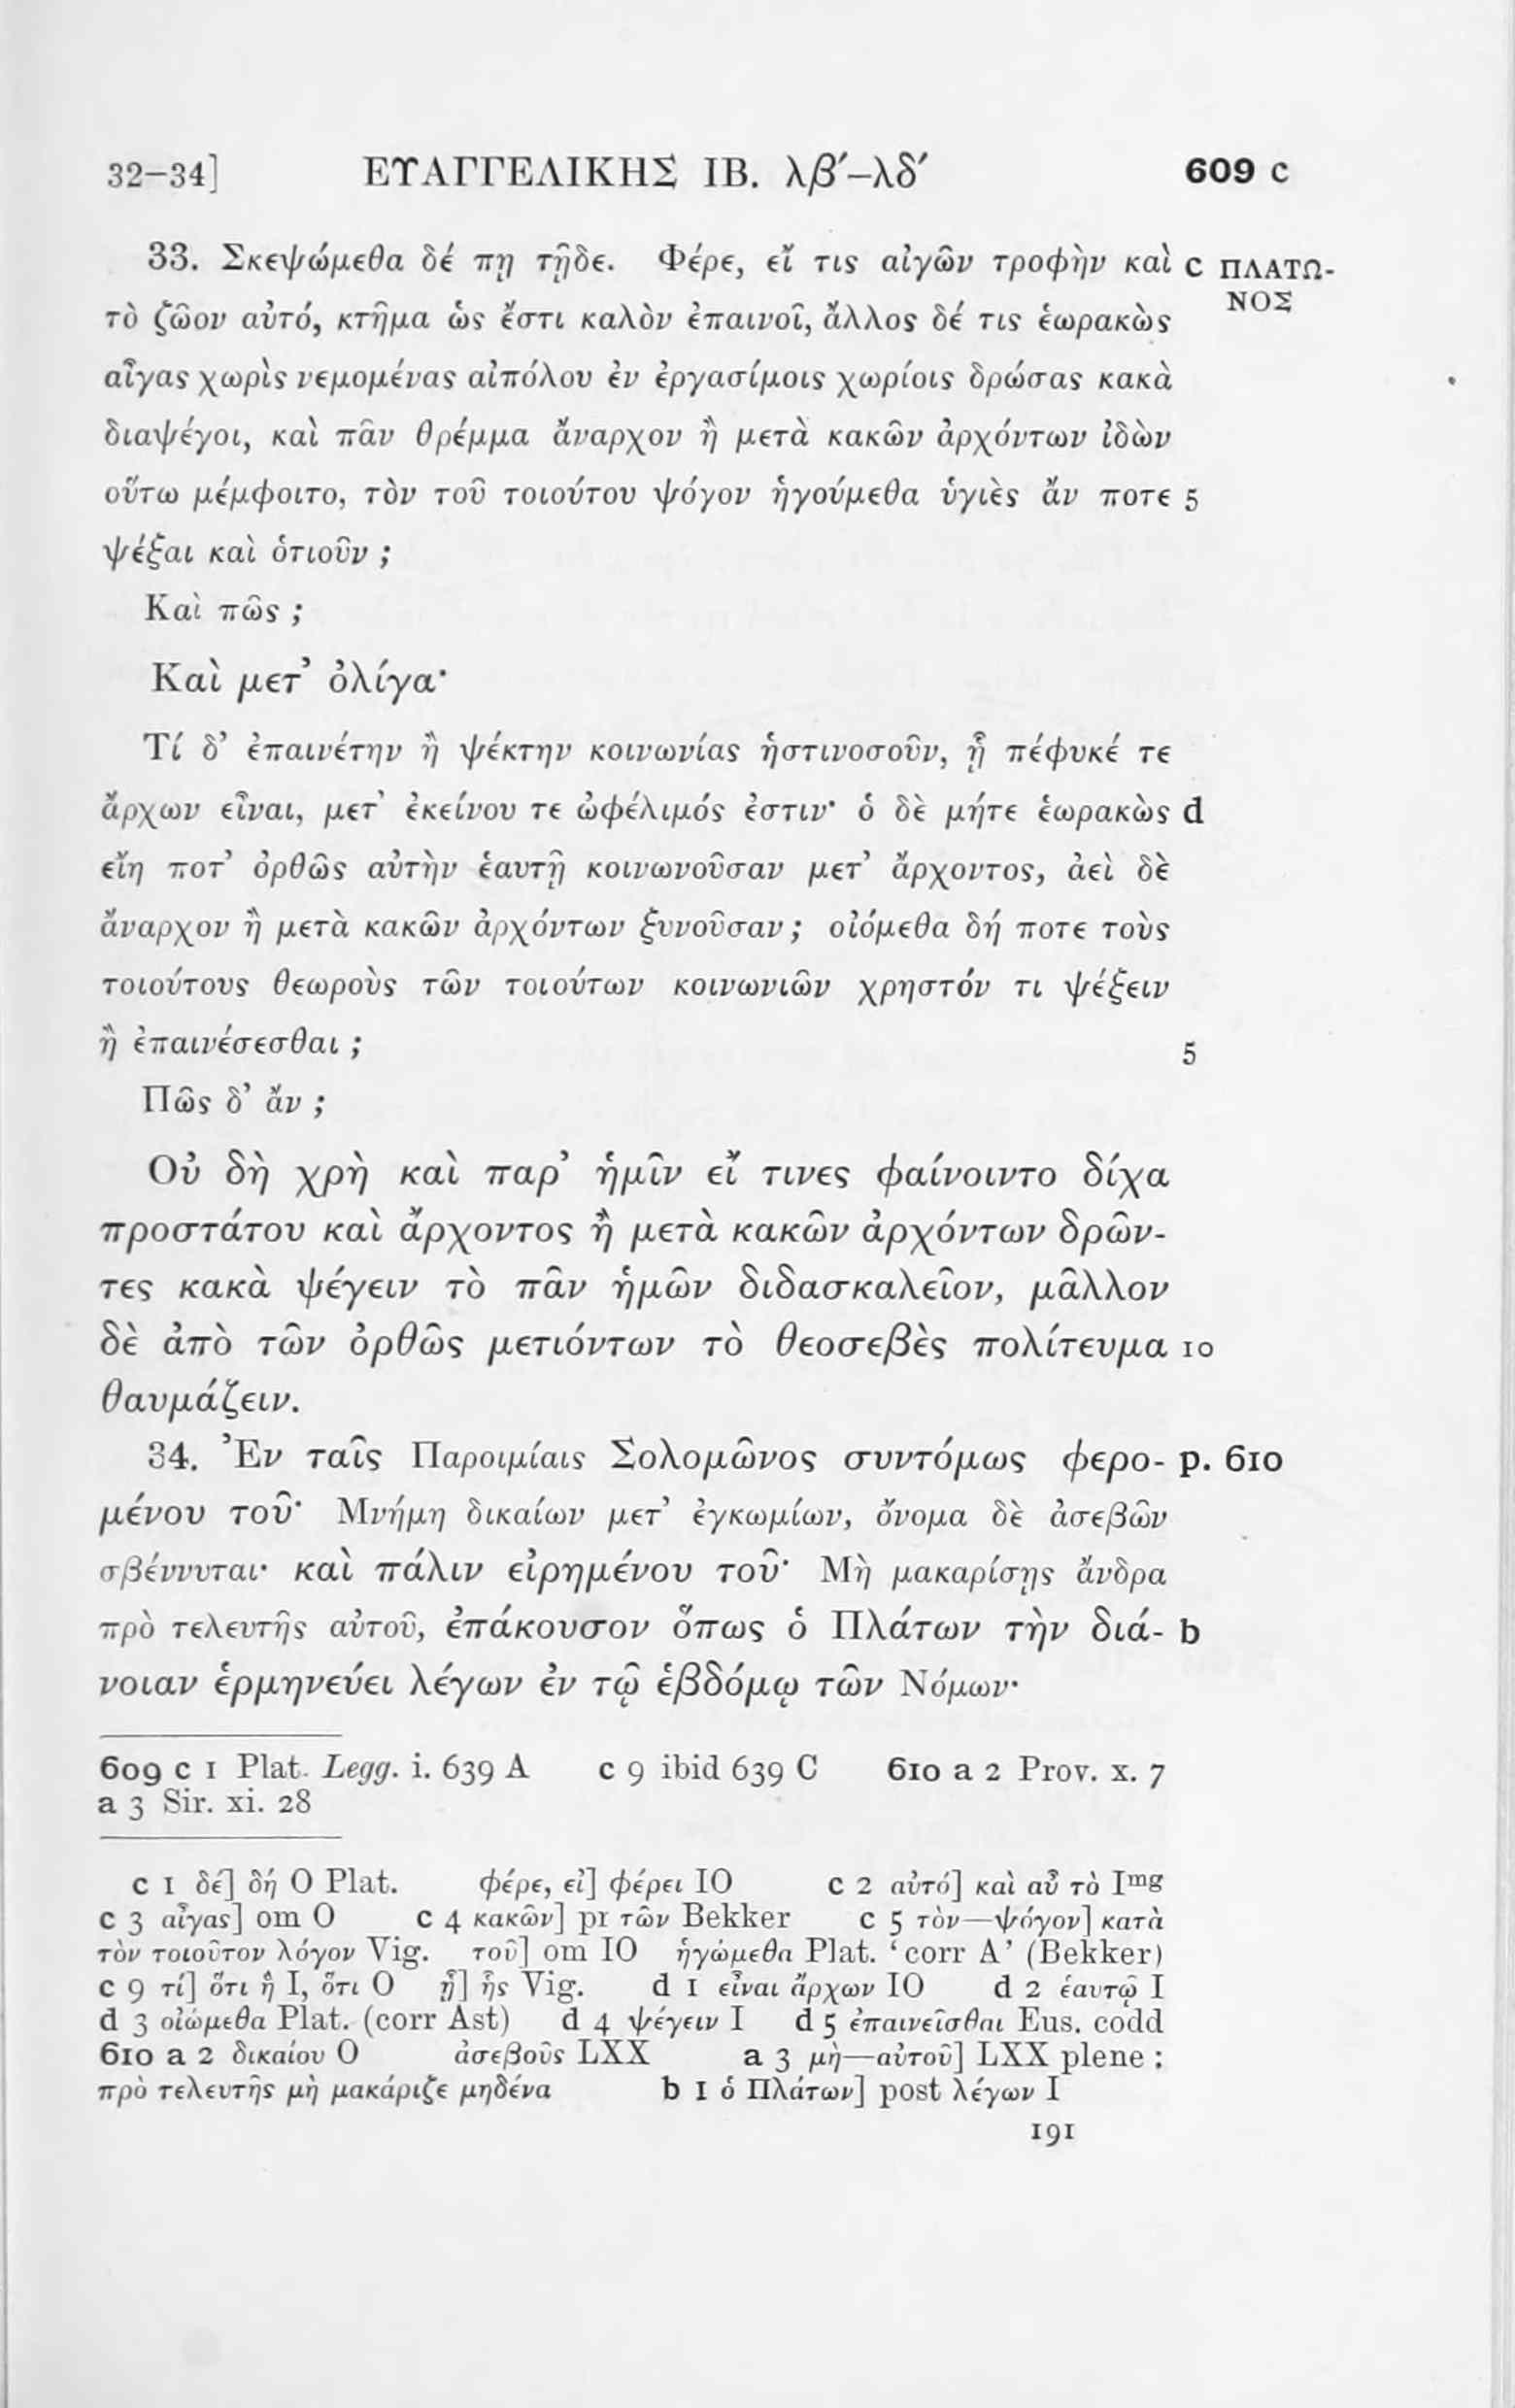 32–34] ΕΥΑΓΓΕΛΙΚΗΣ ΙΒ. λβ´–λδ´ 609 c
33. Σκεψώμεθα δέ πῃ τῇδε. Φέρε, εἴ τις αἰγῶν τροφὴν καὶ c ΠΛΑΤΩ-
τὸ ζῶον αὐτό, κτῆμα ὡς ἔστι καλὸν ἐπαινοῖ, ἄλλος δέ τις ἑωρακὼς ΝΟΣ
αἶγας χωρὶς νεμομένας αἰπόλου ἐν ἐργασίμοις χωρίοις δρώσας κακὰ
διαψέγοι, καὶ πᾶν θρέμμα ἄναρχον ἢ μετὰ κακῶν ἀρχόντων ἰδὼν
οὕτω μέμφοιτο, τὸν τοῦ τοιούτου ψόγον ἡγούμεθα ὑγιὲς ἄν ποτε 5
ψέξαι καὶ ὁτιοῦν ;
Καὶ πῶς ;
Καὶ μετ’ ὀλίγα·
Τί δ’ ἐπαινέτην ἢ ψέκτην κοινωνίας ἡστινοσοῦν, ᾗ πέφυκέ τε
ἄρχων εἶναι, μετ’ ἐκείνου τε ὠφέλιμός ἐστιν· ὁ δὲ μήτε ἑωρακὼς d
εἴη ποτ’ ὀρθῶς αὐτὴν ἑαυτῇ κοινωνοῦσαν μετ’ ἄρχοντος, ἀεὶ δὲ
ἄναρχον ἢ μετὰ κακῶν ἀρχόντων ξυνοῦσαν ; οἰόμεθα δή ποτε τοὺς
τοιούτους θεωροὺς τῶν τοιούτων κοινωνιῶν χρηστόν τι ψέξειν
ἢ ἐπαινέσεσθαι ; 5
Πῶς δ’ ἄν ;
Οὐ δὴ χρὴ καὶ παρ’ ἡμῖν εἴ τινες φαίνοιντο δίχα
προστάτου καὶ ἄρχοντος ἢ μετὰ κακῶν ἀρχόντων δρῶν-
τες κακὰ ψέγειν τὸ πᾶν ἡμῶν διδασκαλεῖον, μᾶλλον
δὲ ἀπὸ τῶν ὀρθῶς μετιόντων τὸ θεοσεβὲς πολίτευμα 10
θαυμάζειν.
34. Ἐν ταῖς Παροιμίαις Σολομῶνος συντόμως φερο- p. 610
μένου τοῦ· Μνήμη δικαίων μετ’ ἐγκωμίων, ὄνομα δὲ ἀσεβῶν
σβέννυται· καὶ πάλιν εἰρημένου τοῦ· Μὴ μακαρίσῃς ἄνδρα
πρὸ τελευτῆς αὐτοῦ, ἐπάκουσον ὅπως ὁ Πλάτων τὴν διά- b
νοιαν ἑρμηνεύει λέγων ἐν τῷ ἑβδόμῳ τῶν Νόμων·
609 c 1 Plat. Legg. i. 639 A c 9 ibid 639 C 610 a 2 Prov. x. 7
a 3 Sir. xi. 28
c 1 δέ] δή O Plat. φέρε, εἰ] φέρει IO c 2 αὐτό] καὶ αὖ τὸ Iᵐᵍ
c 3 αἶγας] om O c 4 κακῶν] pr τῶν Bekker c 5 τὸν—ψόγον] κατὰ
τὸν τοιοῦτον λόγον Vig. τοῦ] om IO ἡγώμεθα Plat. ‘corr A’ (Bekker)
c 9 τί] ὅτι ἢ I, ὅτι O ᾗ] ἧς Vig. d 1 εἶναι ἄρχων IO d 2 ἑαυτῷ I
d 3 οἰώμεθα Plat. (corr Ast) d 4 ψέγειν I d 5 ἐπαινεῖσθαι Eus. codd
610 a 2 δικαίου O ἀσεβοῦς LXX a 3 μὴ—αὐτοῦ] LXX plene :
πρὸ τελευτῆς μὴ μακάριζε μηδένα b 1 ὁ Πλάτων] post λέγων I
191